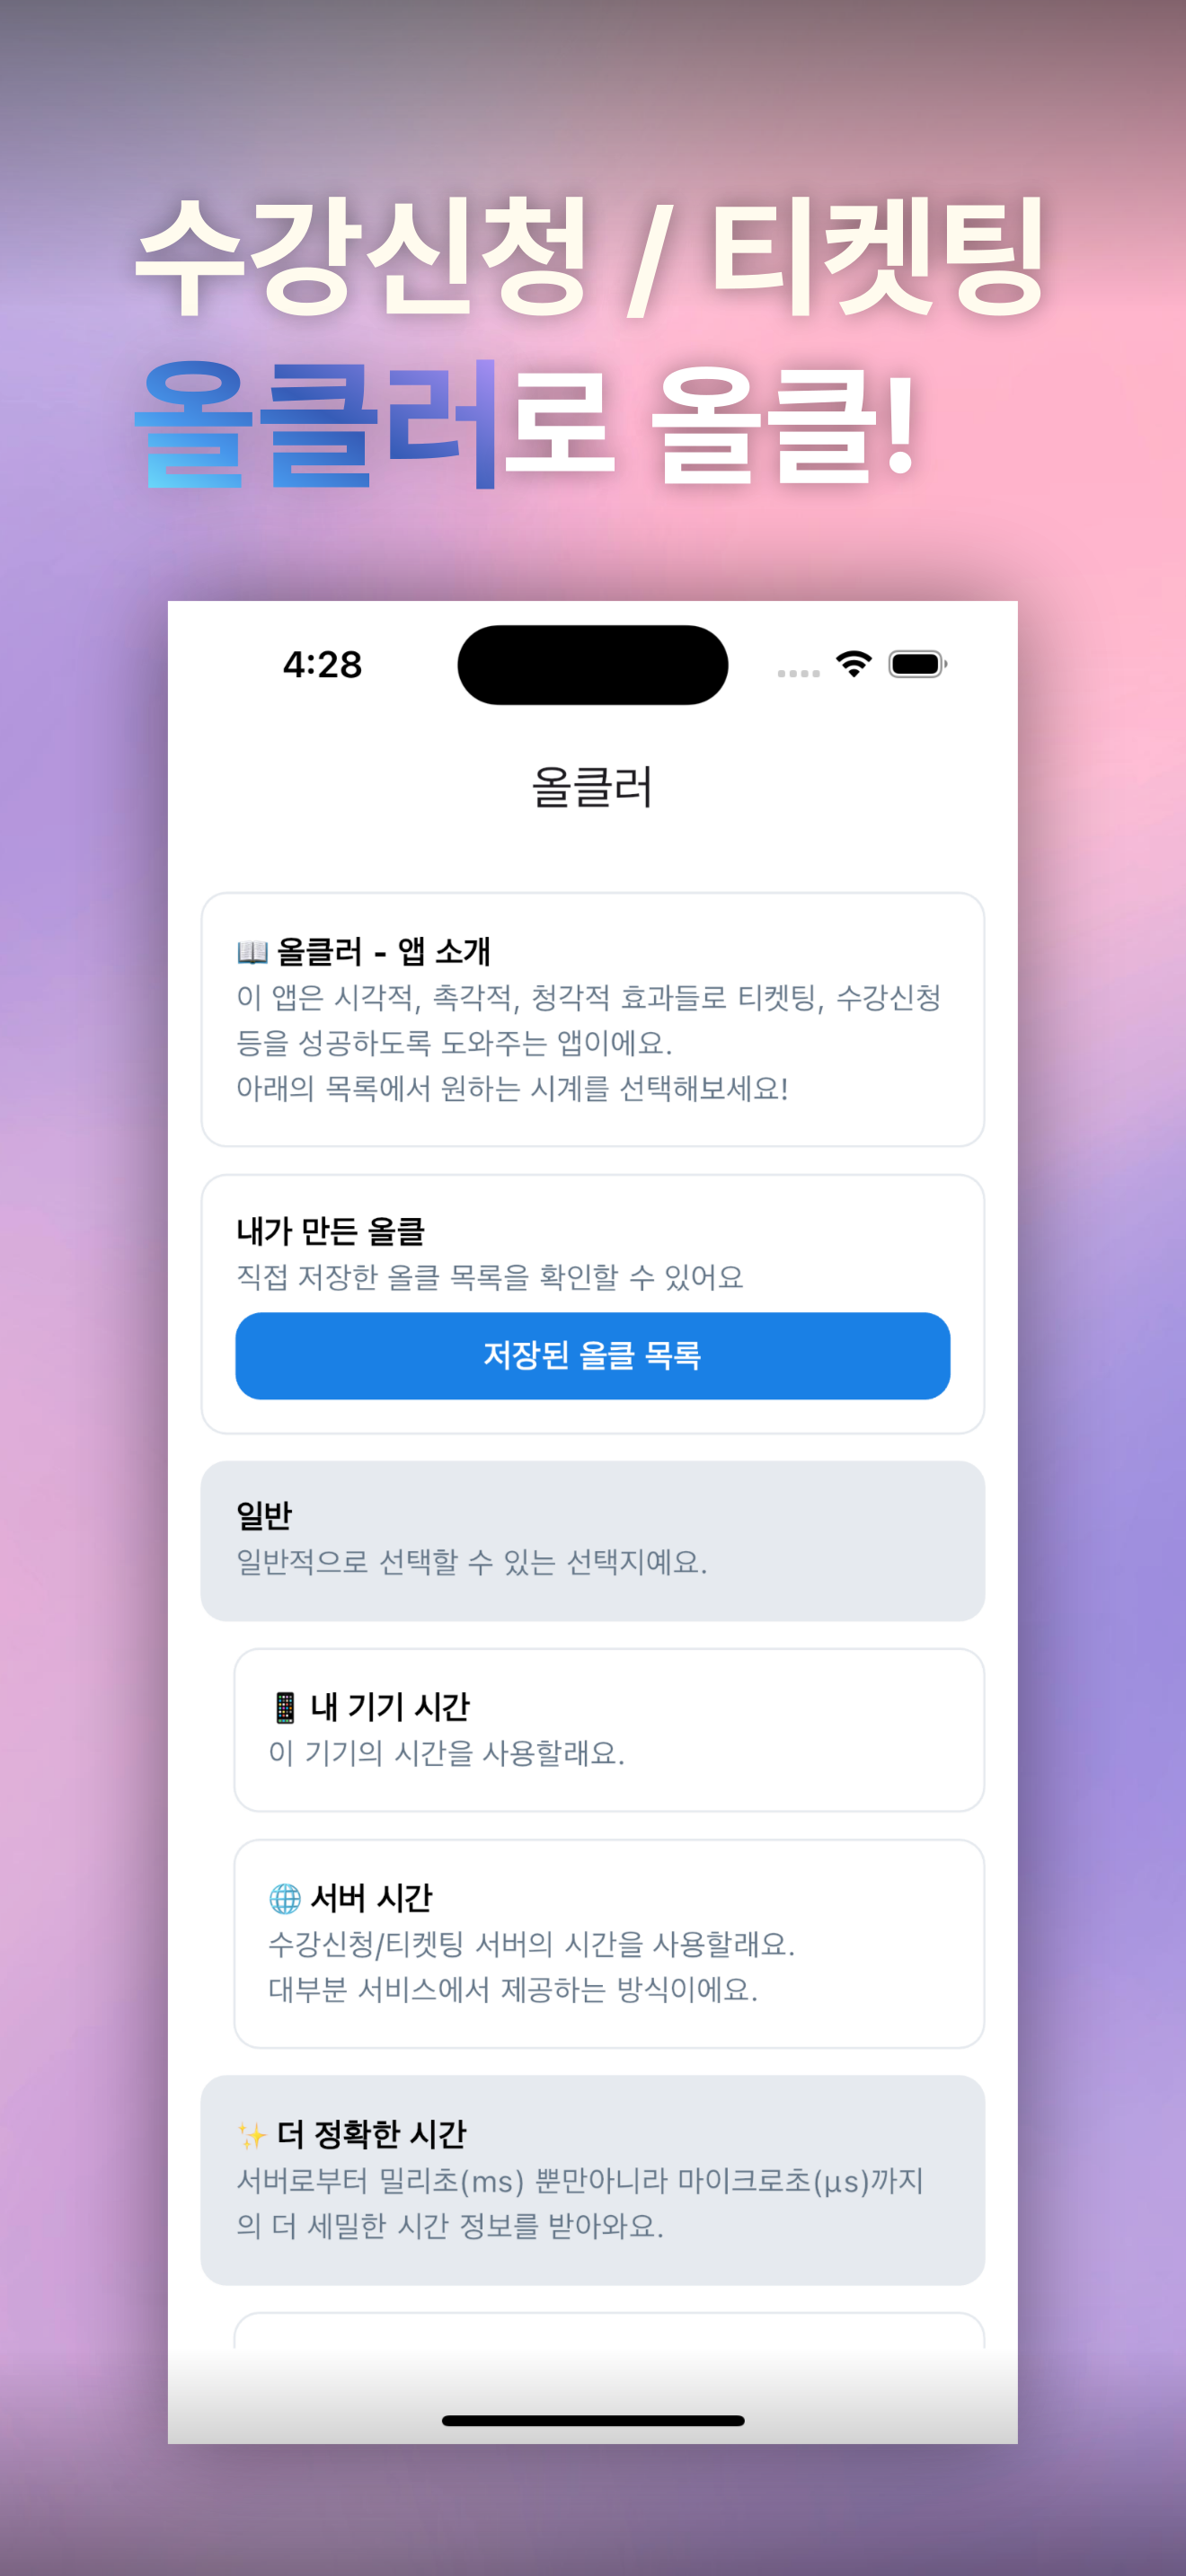 수강신청 / 티켓팅
올클러로 올클!
4:28
올클러
📖 올클러 - 앱 소개
이 앱은 시각적, 촉각적, 청각적 효과들로 티켓팅, 수강신청
등을 성공하도록 도와주는 앱이에요.
아래의 목록에서 원하는 시계를 선택해보세요!
내가 만든 올클
직접 저장한 올클 목록을 확인할 수 있어요
저장된 올클 목록
일반
일반적으로 선택할 수 있는 선택지예요.
📱 내 기기 시간
이 기기의 시간을 사용할래요.
🌐 서버 시간
수강신청/티켓팅 서버의 시간을 사용할래요.
대부분 서비스에서 제공하는 방식이에요.
✨ 더 정확한 시간
서버로부터 밀리초(ms) 뿐만아니라 마이크로초(μs)까지
의 더 세밀한 시간 정보를 받아와요.